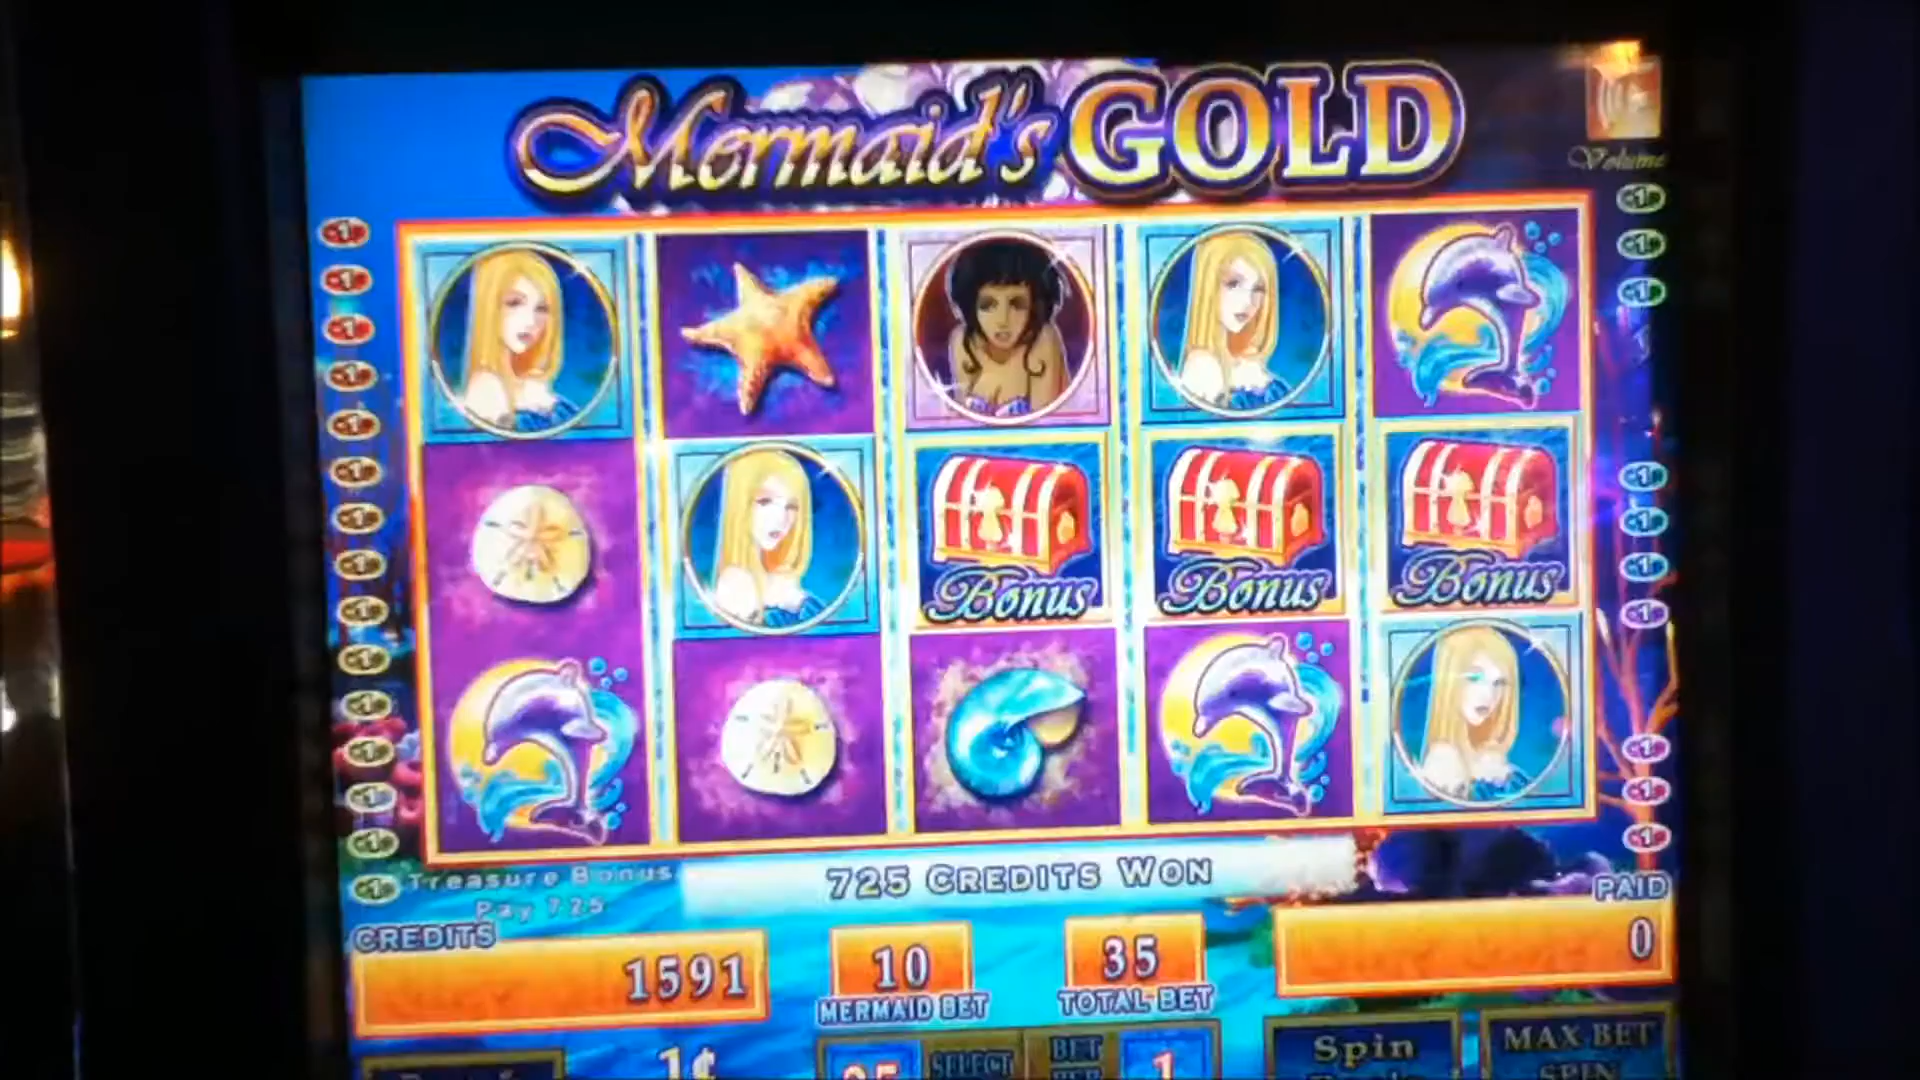 Mermaid's GOLD
Volume
Bonus Bonus Bonus
Treasure Bonus
Pay 725
725 CREDITS WON
PAID
CREDITS
1591
10
35
0
MERMAID BET
TOTAL BET
1¢
SELECT
BET
1
Spin
MAX BET
SPIN